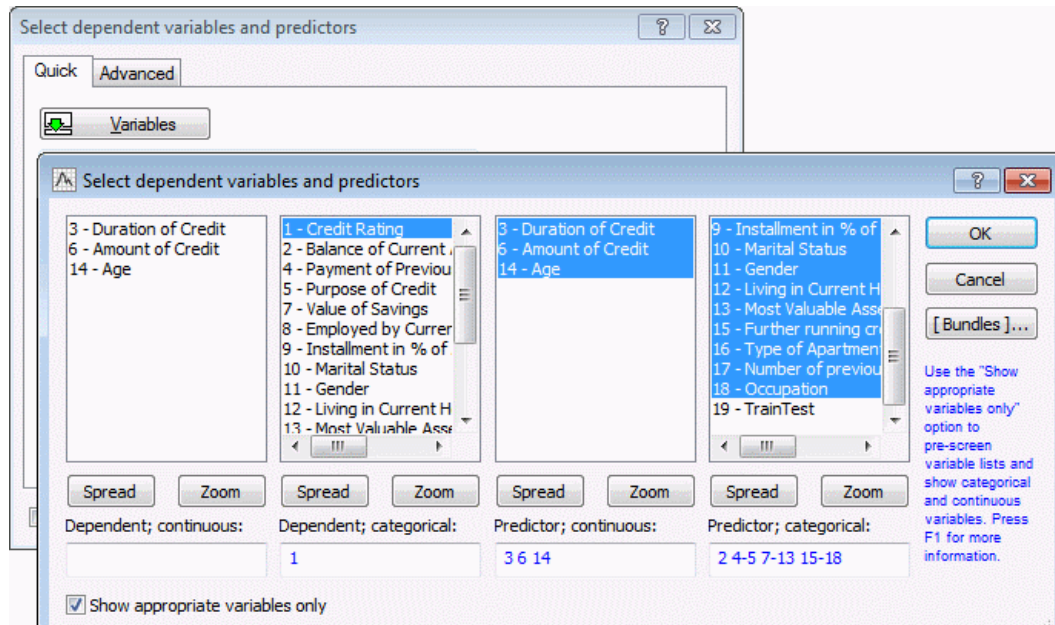 Select dependent variables and predictors
Quick
Advanced
Variables
Select dependent variables and predictors
3 - Duration of Credit
6 - Amount of Credit
14 - Age
1 - Credit Rating
2 - Balance of Current
4 - Payment of Previou
5 - Purpose of Credit
7 - Value of Savings
8 - Employed by Currer
9 - Installment in % of
10 - Marital Status
11 - Gender
12 - Living in Current H
13 - Most Valuable Asse
3 - Duration of Credit
6 - Amount of Credit
14 - Age
9 - Installment in % of
10 - Marital Status
11 - Gender
12 - Living in Current H
13 - Most Valuable Asse
15 - Further running cre
16 - Type of Apartmen
17 - Number of previou
18 - Occupation
19 - TrainTest
OK
Cancel
[ Bundles ]...
Use the "Show
appropriate
variables only"
option to
pre-screen
variable lists and
show categorical
and continuous
variables. Press
F1 for more
information.
Spread
Zoom
Spread
Zoom
Spread
Zoom
Spread
Zoom
Dependent; continuous:
Dependent; categorical:
Predictor; continuous:
Predictor; categorical:
1
3 6 14
2 4-5 7-13 15-18
Show appropriate variables only